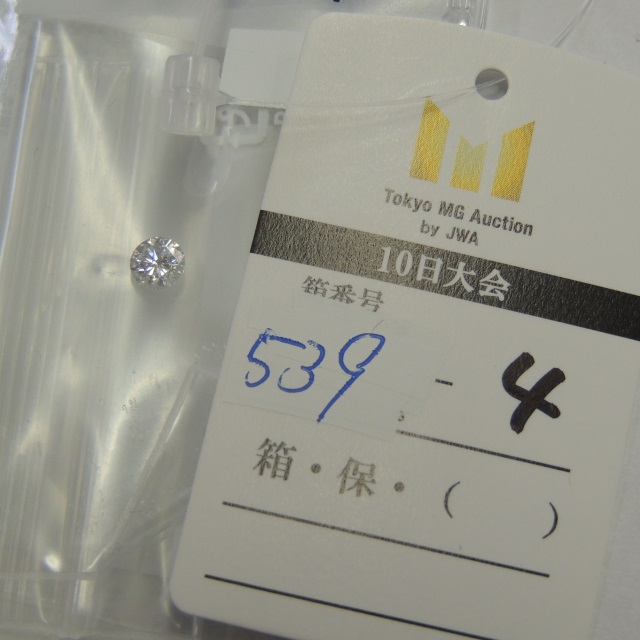 Tokyo MG Auction
by JWA
10日大会
箱番号
539 - 4
箱・保・（　　）